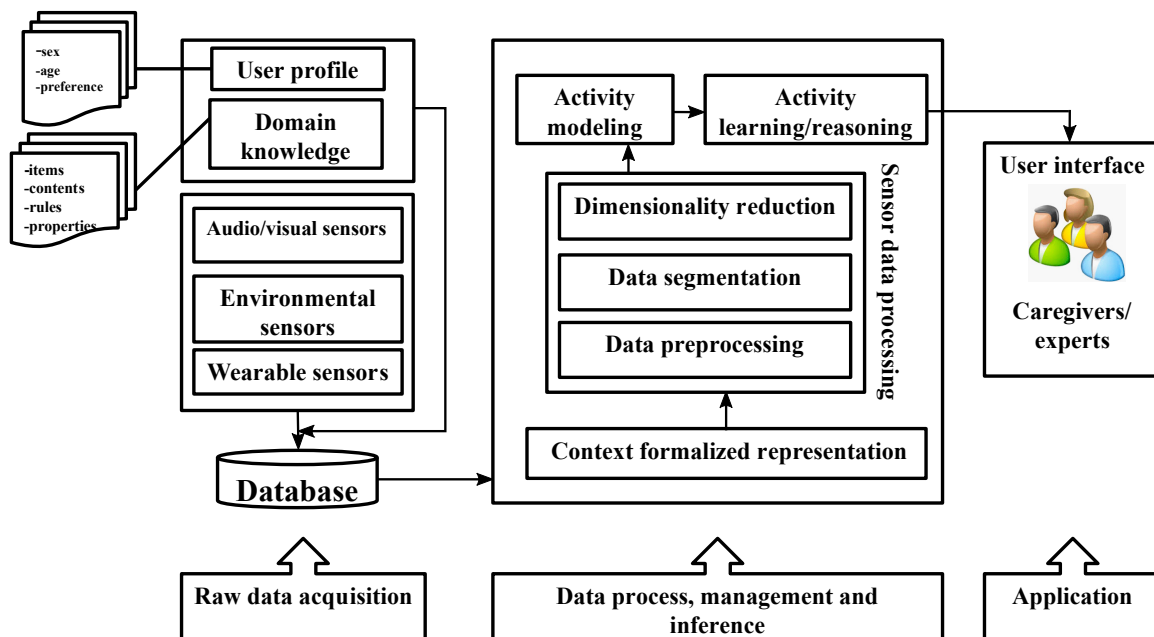 -sex
-age
-preference
-items
-contents
-rules
-properties
User profile
Domain
knowledge
Audio/visual sensors
Environmental
sensors
Wearable sensors
Database
Activity
modeling
Activity
learning/reasoning
Dimensionality reduction
Data segmentation
Data preprocessing
Sensor data processing
Context formalized representation
User interface
Caregivers/
experts
Raw data acquisition
Data process, management and
inference
Application